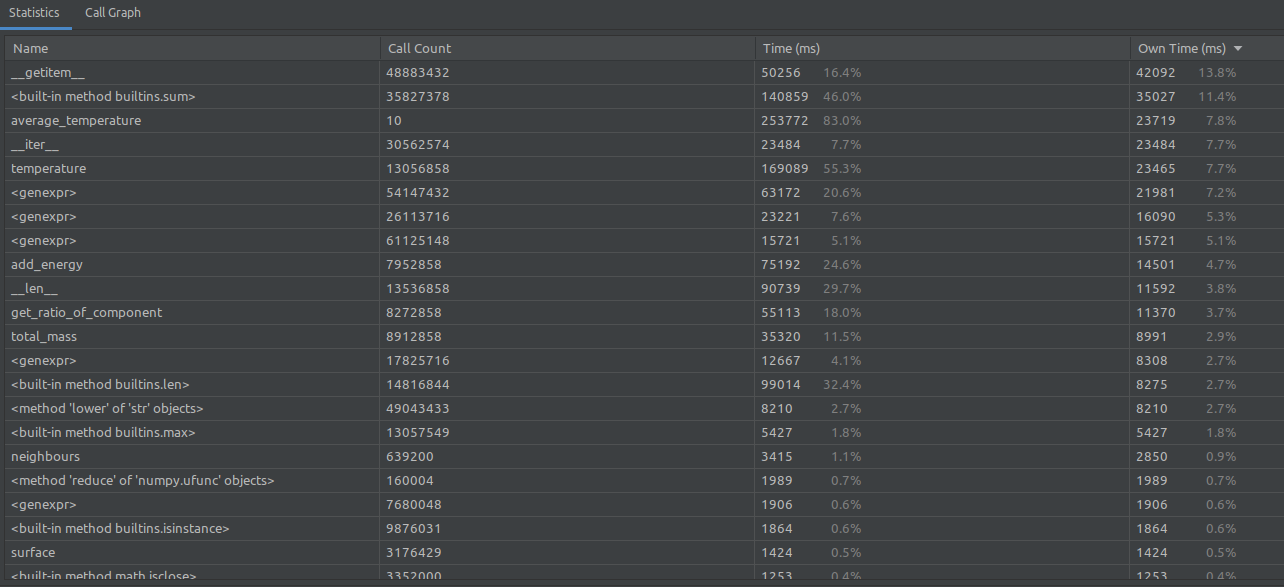 Statistics Call Graph
Name Call Count Time (ms) Own Time (ms)
__getitem__ 48883432 50256 16.4% 42092 13.8%
<built-in method builtins.sum> 35827378 140859 46.0% 35027 11.4%
average_temperature 10 253772 83.0% 23719 7.8%
__iter__ 30562574 23484 7.7% 23484 7.7%
temperature 13056858 169089 55.3% 23465 7.7%
<genexpr> 54147432 63172 20.6% 21981 7.2%
<genexpr> 26113716 23221 7.6% 16090 5.3%
<genexpr> 61125148 15721 5.1% 15721 5.1%
add_energy 7952858 75192 24.6% 14501 4.7%
__len__ 13536858 90739 29.7% 11592 3.8%
get_ratio_of_component 8272858 55113 18.0% 11370 3.7%
total_mass 8912858 35320 11.5% 8991 2.9%
<genexpr> 17825716 12667 4.1% 8308 2.7%
<built-in method builtins.len> 14816844 99014 32.4% 8275 2.7%
<method 'lower' of 'str' objects> 49043433 8210 2.7% 8210 2.7%
<built-in method builtins.max> 13057549 5427 1.8% 5427 1.8%
neighbours 639200 3415 1.1% 2850 0.9%
<method 'reduce' of 'numpy.ufunc' objects> 160004 1989 0.7% 1989 0.7%
<genexpr> 7680048 1906 0.6% 1906 0.6%
<built-in method builtins.isinstance> 9876031 1864 0.6% 1864 0.6%
surface 3176429 1424 0.5% 1424 0.5%
<built-in method math.isclose> 3352000 1253 0.4% 1253 0.4%